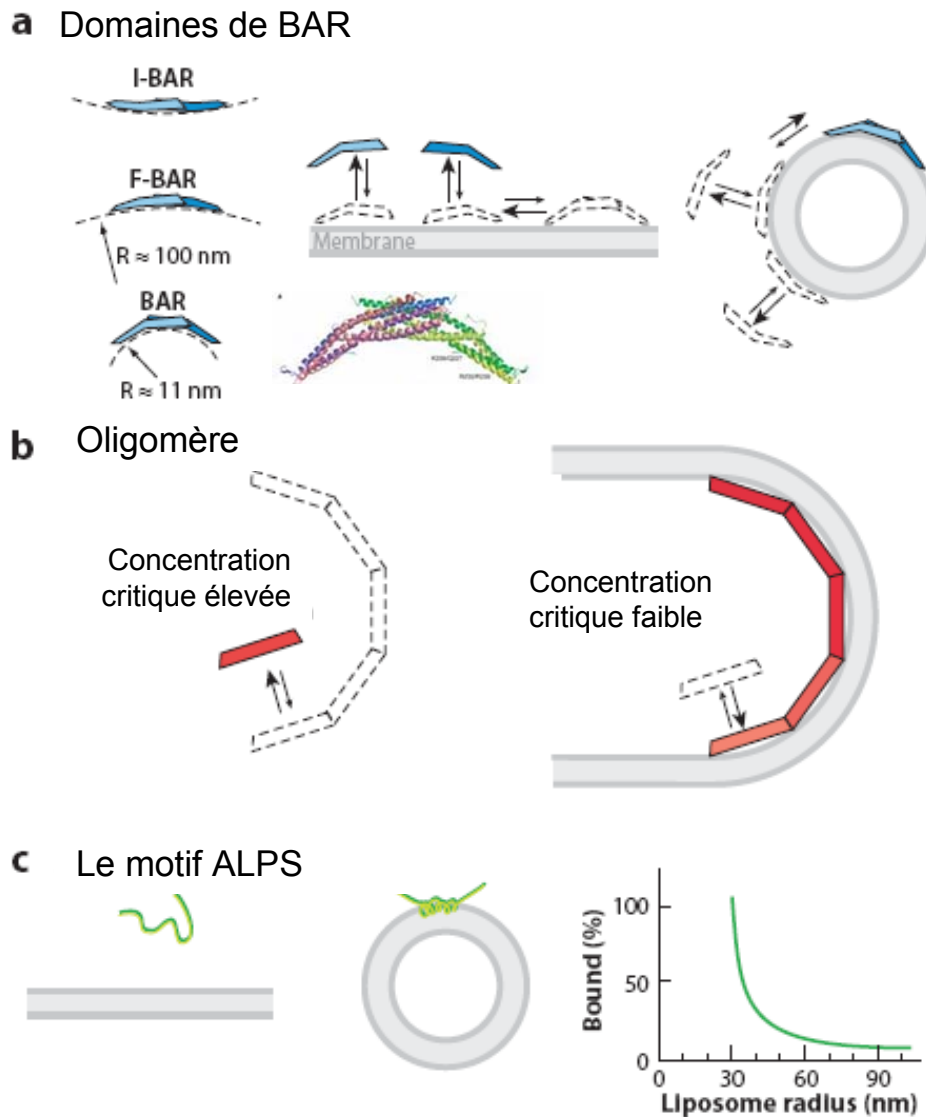 a Domaines de BAR
I-BAR
F-BAR
R ≈ 100 nm
BAR
R ≈ 11 nm
Membrane
b Oligomère
Concentration
critique élevée
Concentration
critique faible
c Le motif ALPS
Bound (%)
100
50
0
0 30 60 90
Liposome radius (nm)